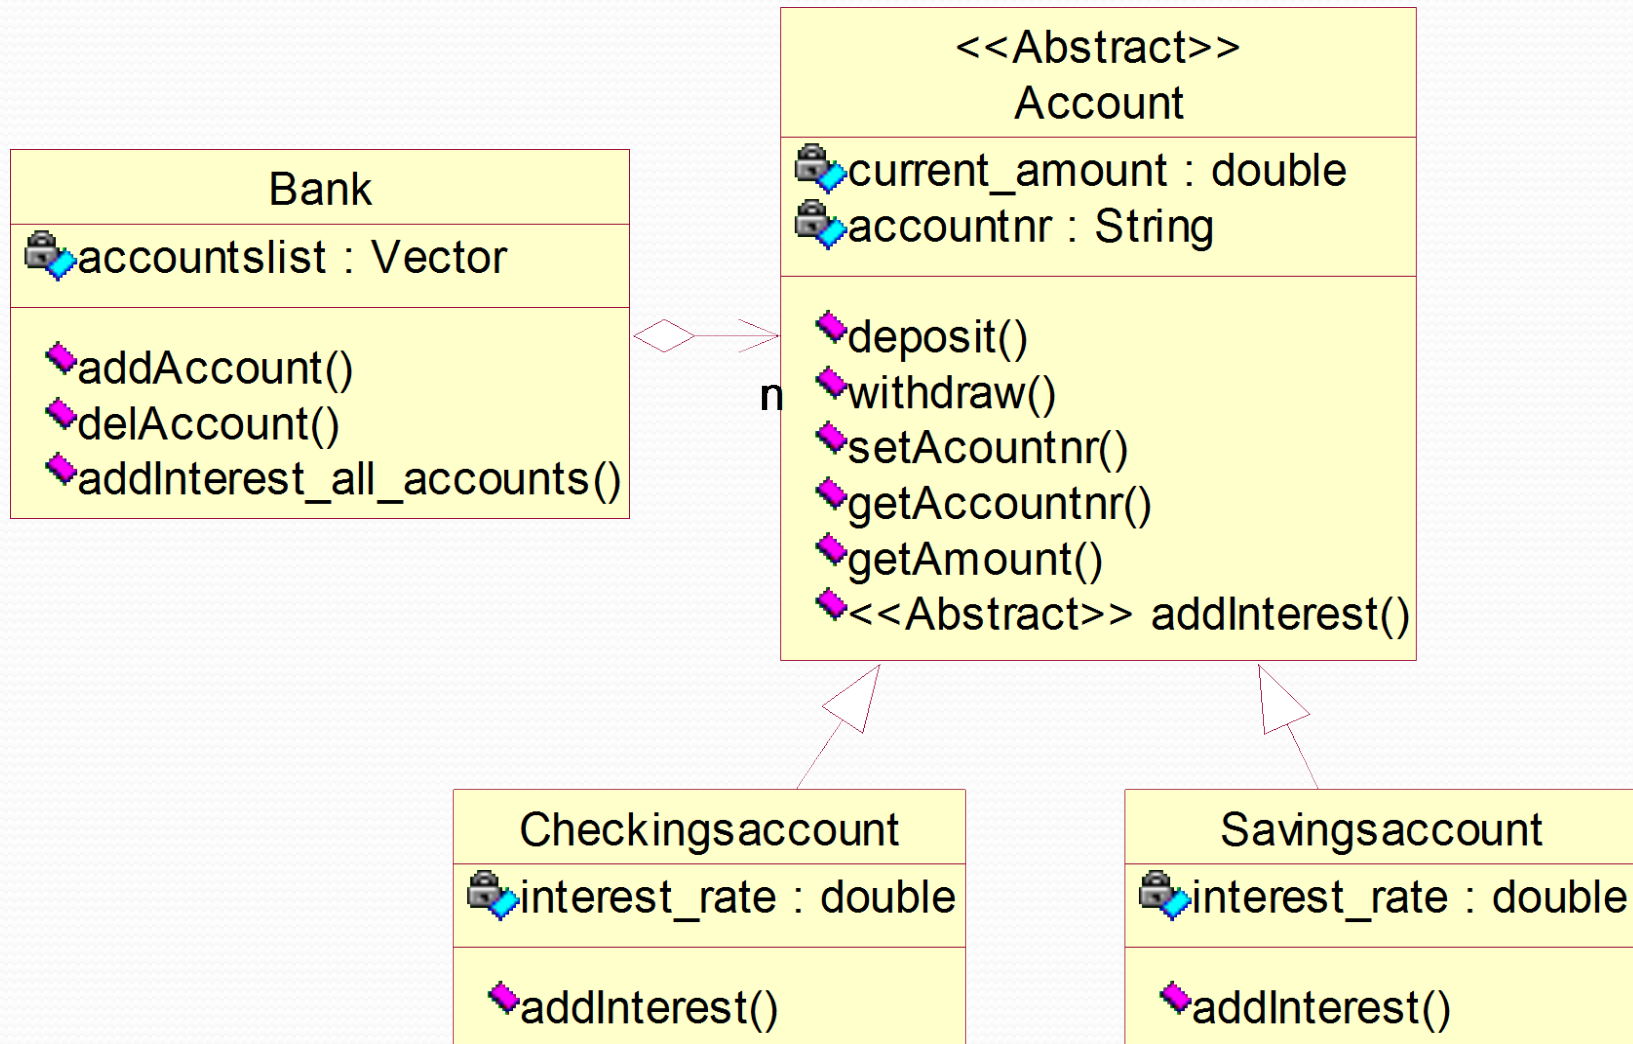 Bank
accountslist : Vector
addAccount()
delAccount()
addInterest_all_accounts()
n
<<Abstract>>
Account
current_amount : double
accountnr : String
deposit()
withdraw()
setAcountnr()
getAccountnr()
getAmount()
<<Abstract>> addInterest()
Checkingsaccount
interest_rate : double
addInterest()
Savingsaccount
interest_rate : double
addInterest()